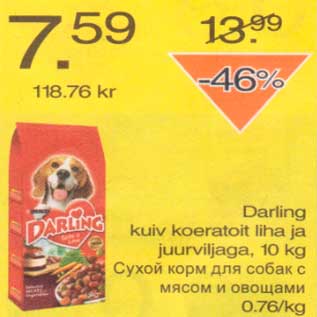 7.59
13.99
118.76 kr
-46%
DARLING
Darling
kuiv koeratoit liha ja
juurviljaga, 10 kg
Сухой корм для собак с
мясом и овощами
0.76/kg